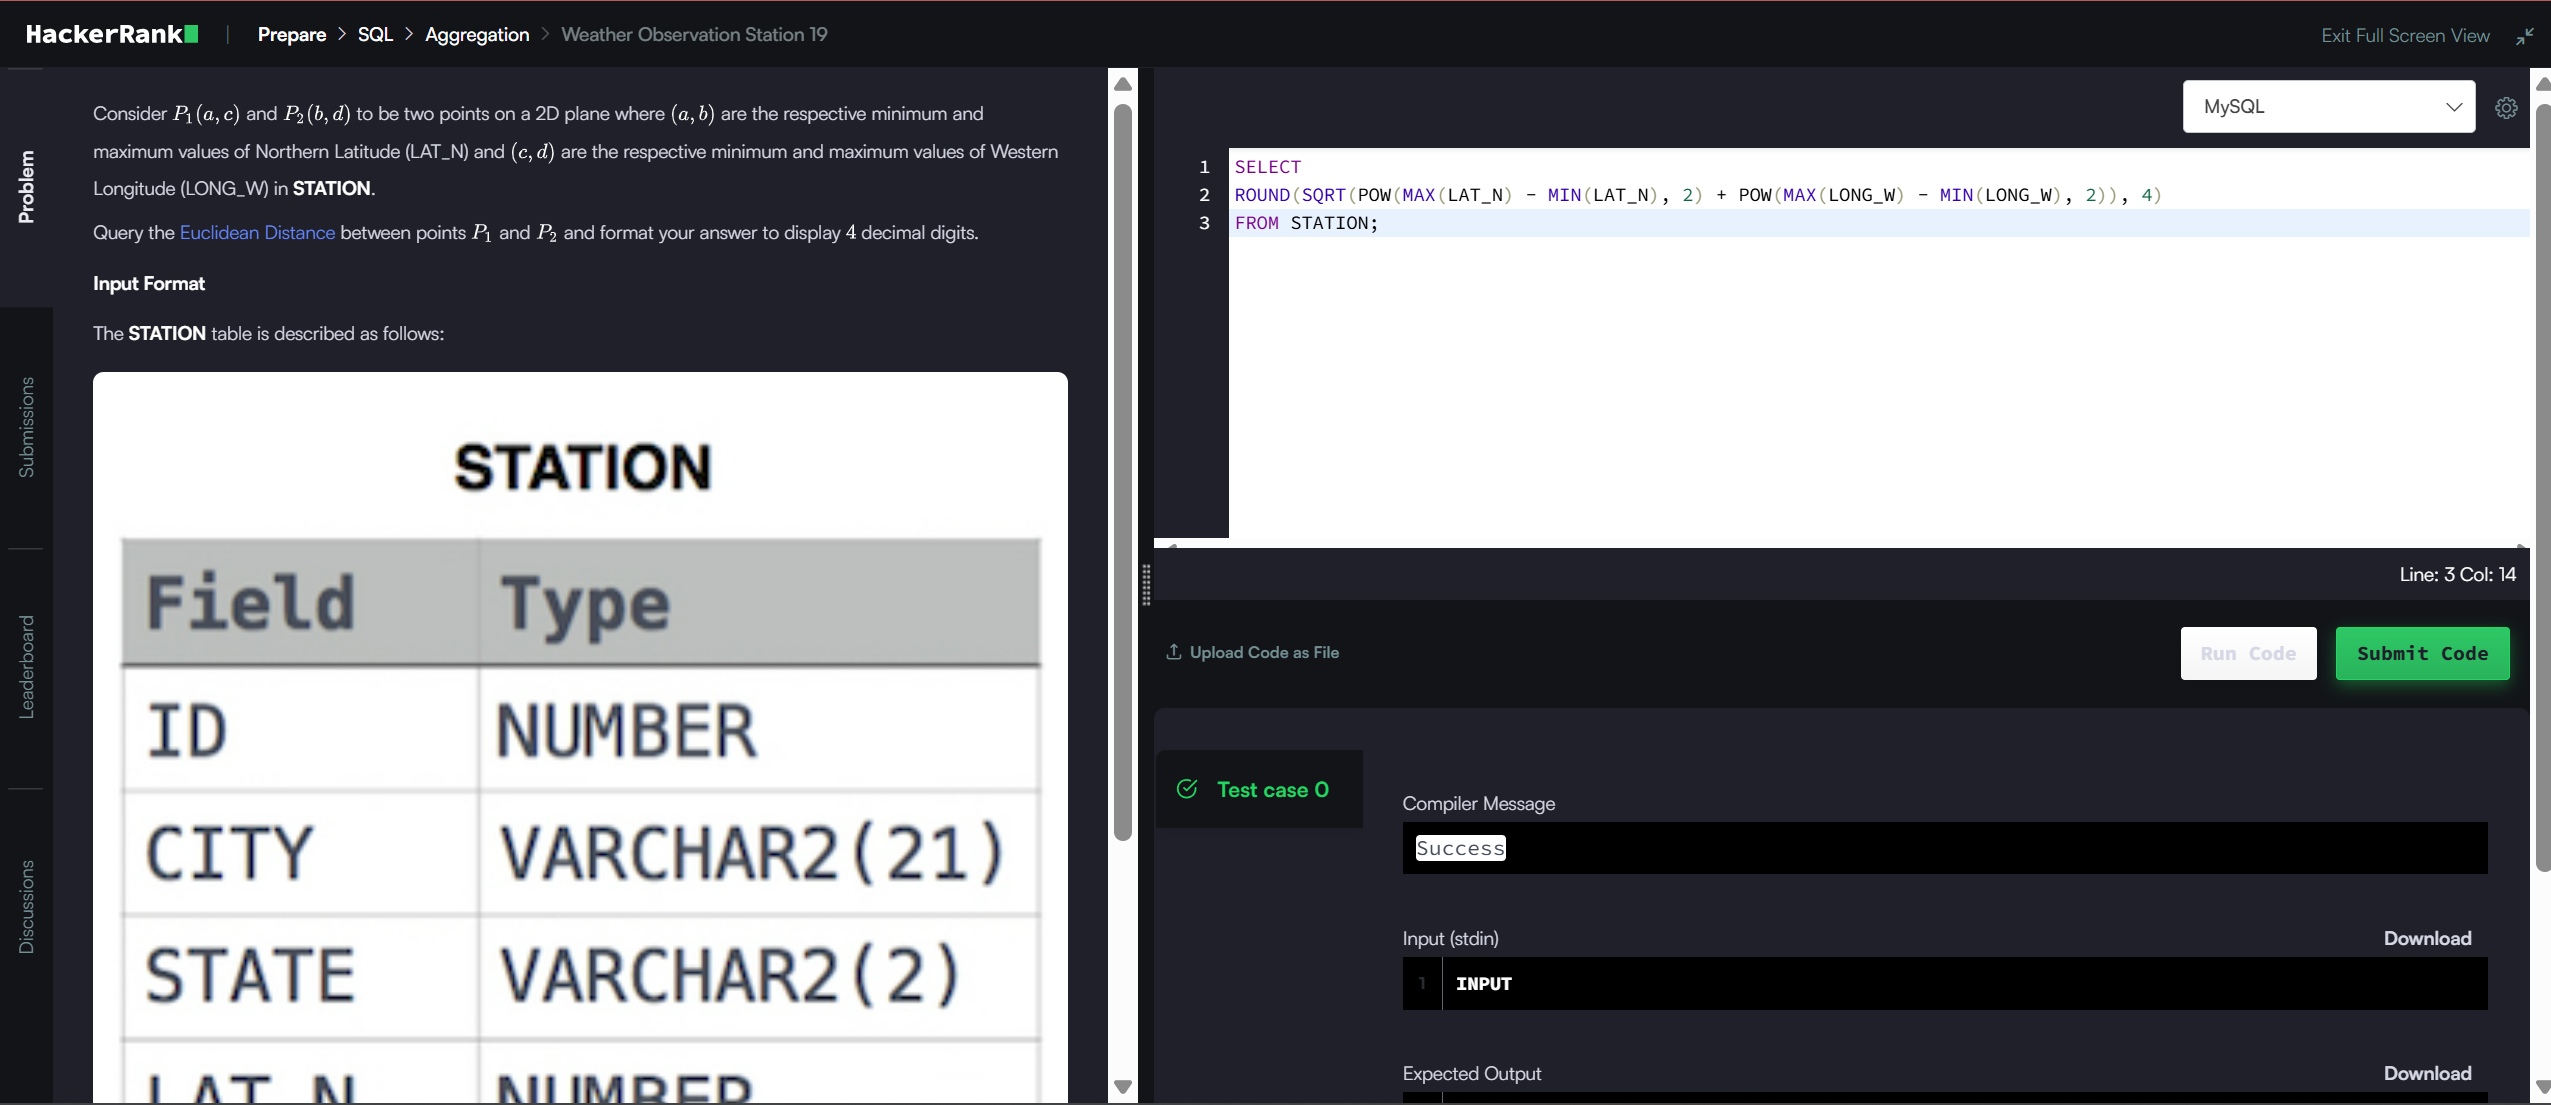 HackerRank | Prepare > SQL > Aggregation > Weather Observation Station 19
Exit Full Screen View
Problem
Submissions
Leaderboard
Discussions
Consider P1(a, c) and P2(b, d) to be two points on a 2D plane where (a, b) are the respective minimum and
maximum values of Northern Latitude (LAT_N) and (c, d) are the respective minimum and maximum values of Western
Longitude (LONG_W) in STATION.
Query the Euclidean Distance between points P1 and P2 and format your answer to display 4 decimal digits.
Input Format
The STATION table is described as follows:
STATION
Field Type
ID NUMBER
CITY VARCHAR2(21)
STATE VARCHAR2(2)
LAT_N NUMBER
MySQL
1 SELECT
2 ROUND(SQRT(POW(MAX(LAT_N) - MIN(LAT_N), 2) + POW(MAX(LONG_W) - MIN(LONG_W), 2)), 4)
3 FROM STATION;
Line: 3 Col: 14
Upload Code as File
Run Code
Submit Code
Test case 0
Compiler Message
Success
Input (stdin)
Download
1 INPUT
Expected Output
Download